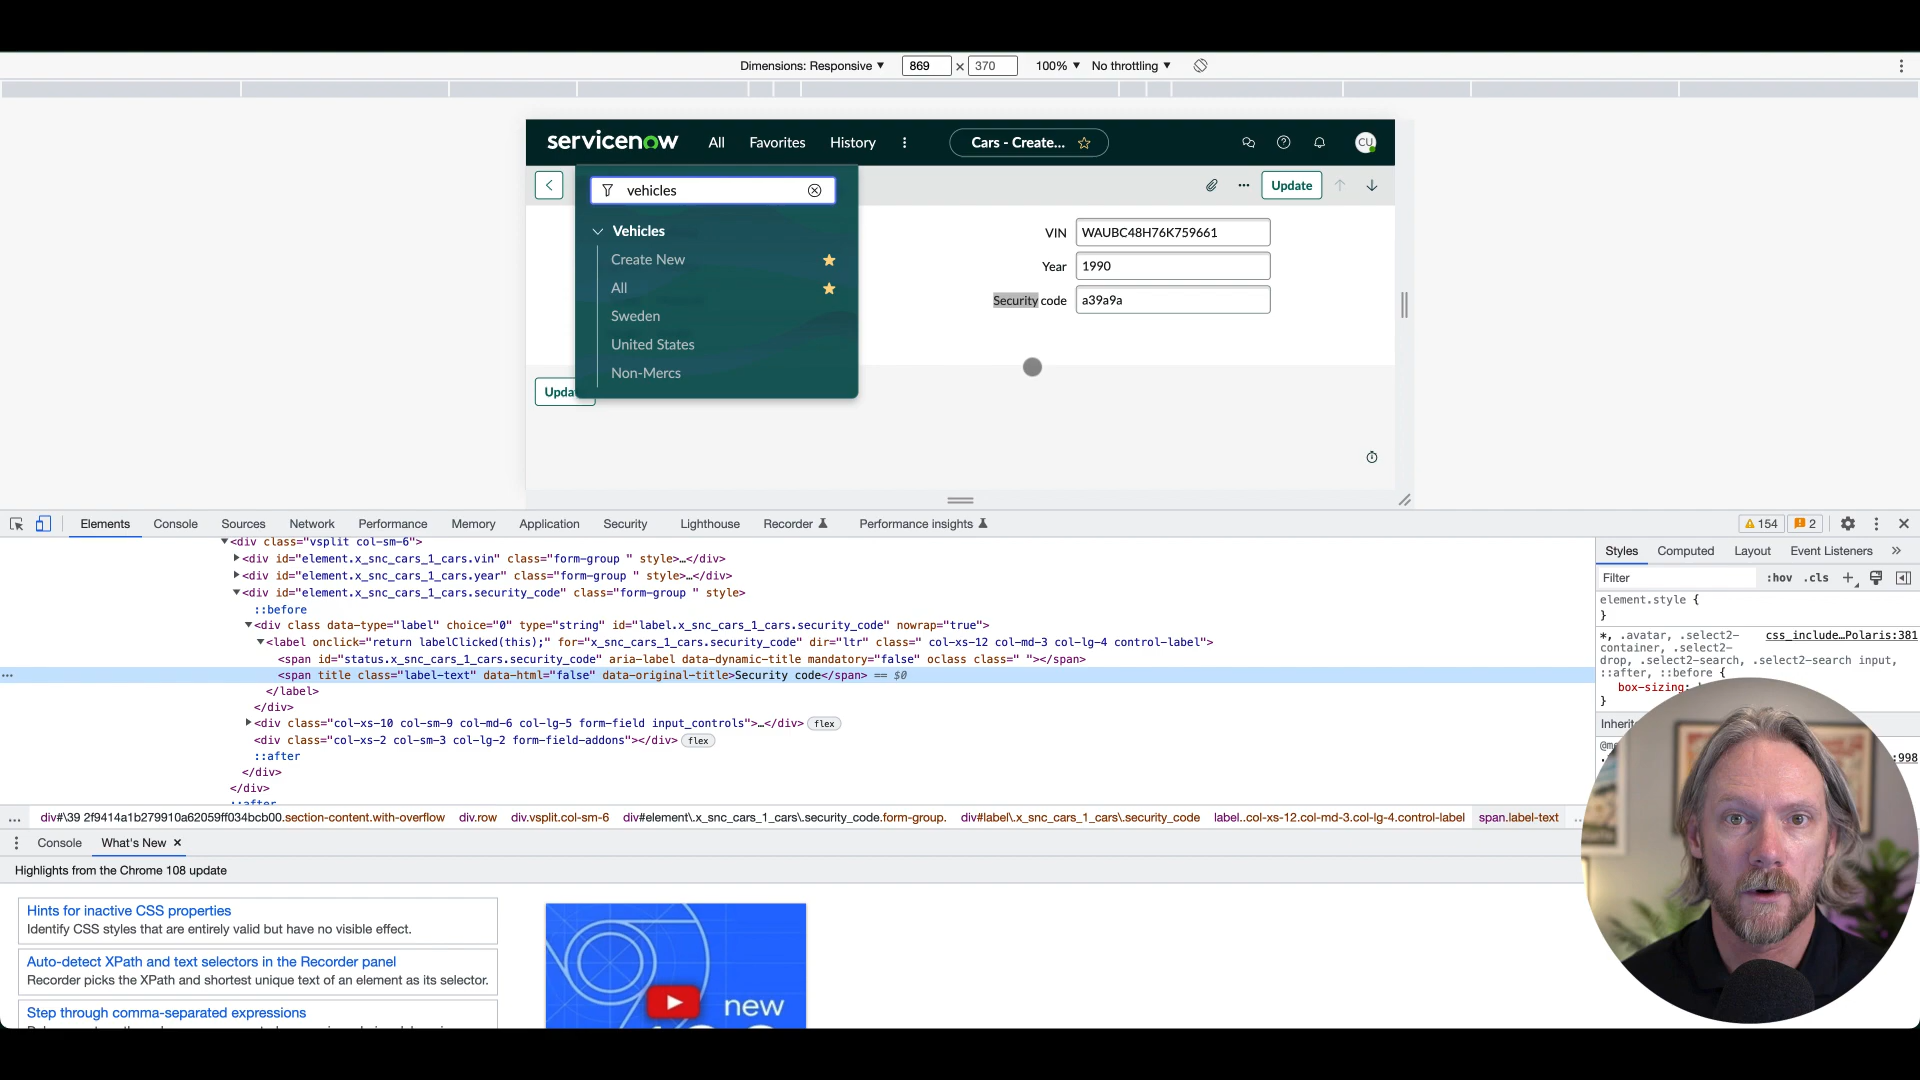 Dimensions: Responsive ▼ 869 × 370 100% ▼ No throttling ▼
servicenow All Favorites History Cars - Create... CU
vehicles
Update
Vehicles
Create New
All
Sweden
United States
Non-Mercs
VIN WAUBC48H76K759661
Year 1990
Security code a39a9a
Upda
Elements Console Sources Network Performance Memory Application Security Lighthouse Recorder Performance insights 154 2
<div class="vsplit col-sm-6">
<div id="element.x_snc_cars_1_cars.vin" class="form-group " style>…</div>
<div id="element.x_snc_cars_1_cars.year" class="form-group " style>…</div>
<div id="element.x_snc_cars_1_cars.security_code" class="form-group " style>
::before
<div class data-type="label" choice="0" type="string" id="label.x_snc_cars_1_cars.security_code" nowrap="true">
<label onclick="return labelClicked(this);" for="x_snc_cars_1_cars.security_code" dir="ltr" class=" col-xs-12 col-md-3 col-lg-4 control-label">
<span id="status.x_snc_cars_1_cars.security_code" aria-label data-dynamic-title mandatory="false" oclass class=" "></span>
… <span title class="label-text" data-html="false" data-original-title>Security code</span> == $0
</label>
</div>
<div class="col-xs-10 col-sm-9 col-md-6 col-lg-5 form-field input_controls">…</div> flex
<div class="col-xs-2 col-sm-3 col-lg-2 form-field-addons"></div> flex
::after
</div>
</div>
::after
Styles Computed Layout Event Listeners »
Filter :hov .cls +
element.style {
}
*, .avatar, .select2- css_include…Polaris:381
container, .select2-
drop, .select2-search, .select2-search input,
::after, ::before {
box-sizing:
}
Inherit
:998
... div#\39 2f9414a1b279910a62059ff034bcb00.section-content.with-overflow div.row div.vsplit.col-sm-6 div#element\.x_snc_cars_1_cars\.security_code.form-group. div#label\.x_snc_cars_1_cars\.security_code label..col-xs-12.col-md-3.col-lg-4.control-label span.label-text ...
Console What's New ×
Highlights from the Chrome 108 update
Hints for inactive CSS properties
Identify CSS styles that are entirely valid but have no visible effect.
Auto-detect XPath and text selectors in the Recorder panel
Recorder picks the XPath and shortest unique text of an element as its selector.
Step through comma-separated expressions
new